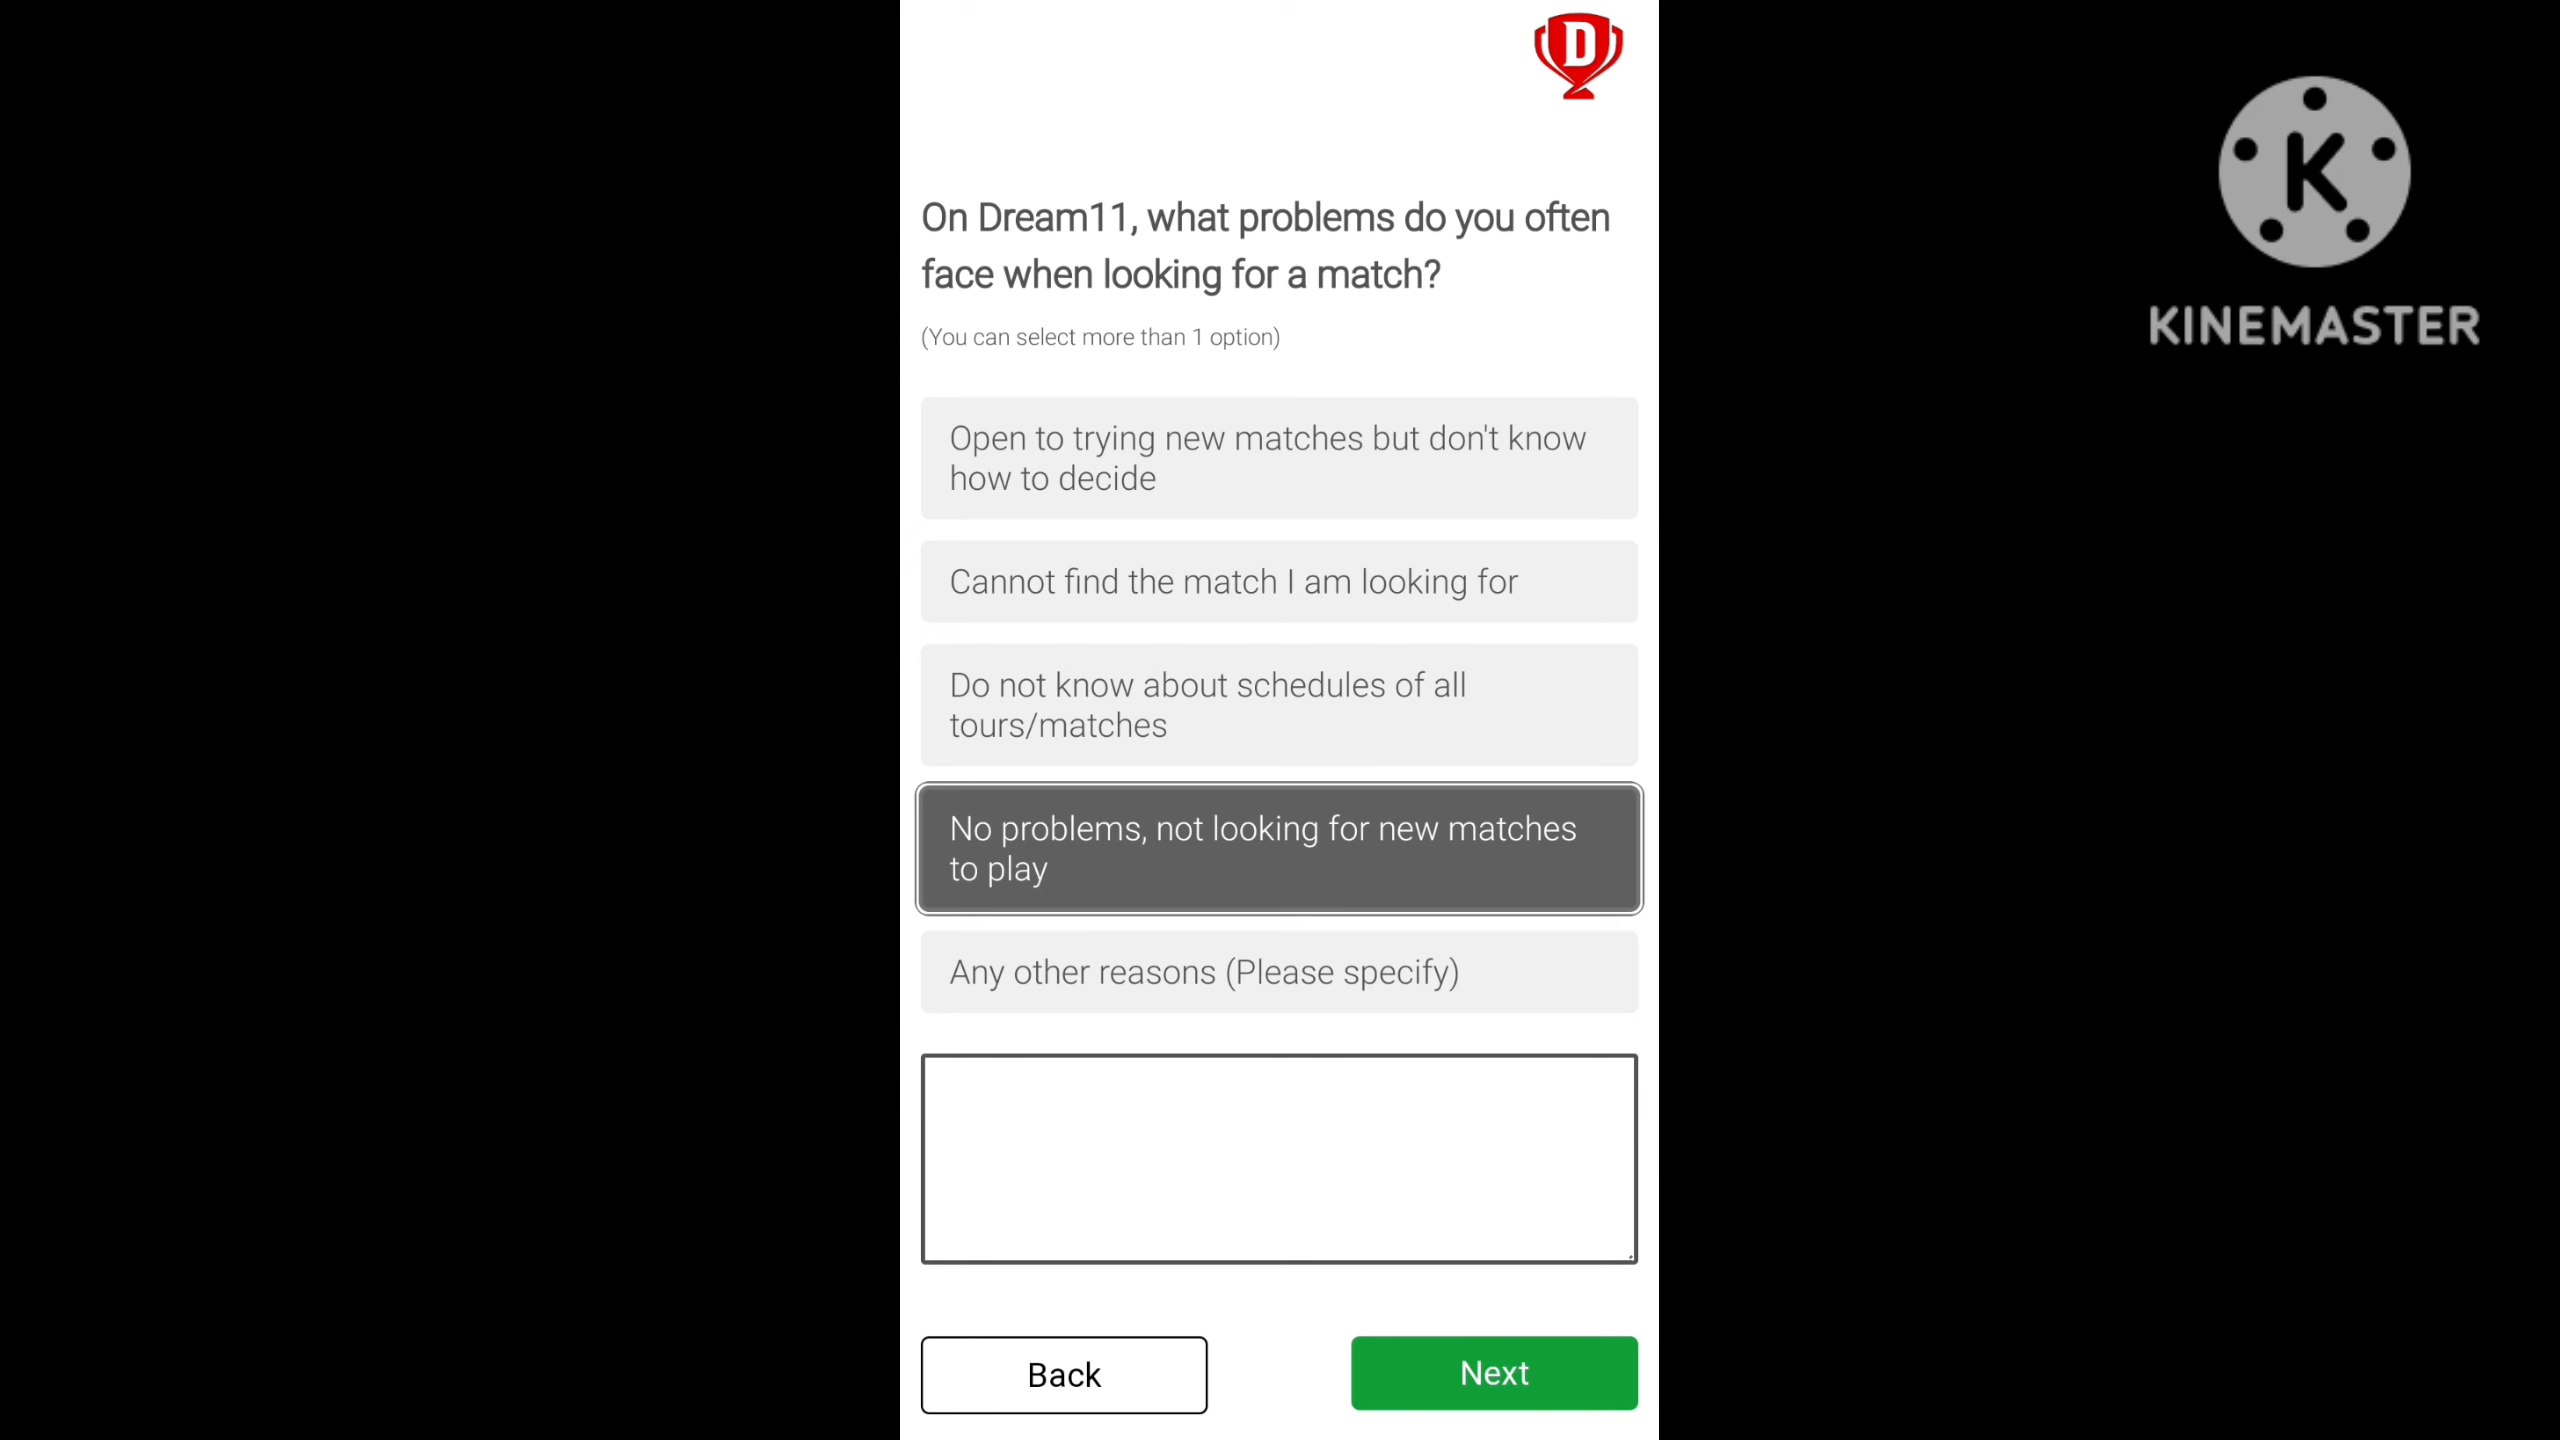 D
K
KINEMASTER
On Dream11, what problems do you often
face when looking for a match?
(You can select more than 1 option)
Open to trying new matches but don't know
how to decide
Cannot find the match I am looking for
Do not know about schedules of all
tours/matches
No problems, not looking for new matches
to play
Any other reasons (Please specify)
Back
Next